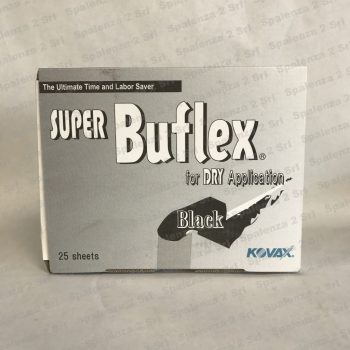 The Ultimate Time and Labor Saver
SUPER
Buflex®
for DRY Application
Black
25 sheets
KOVAX
Spalenza 2 Srl